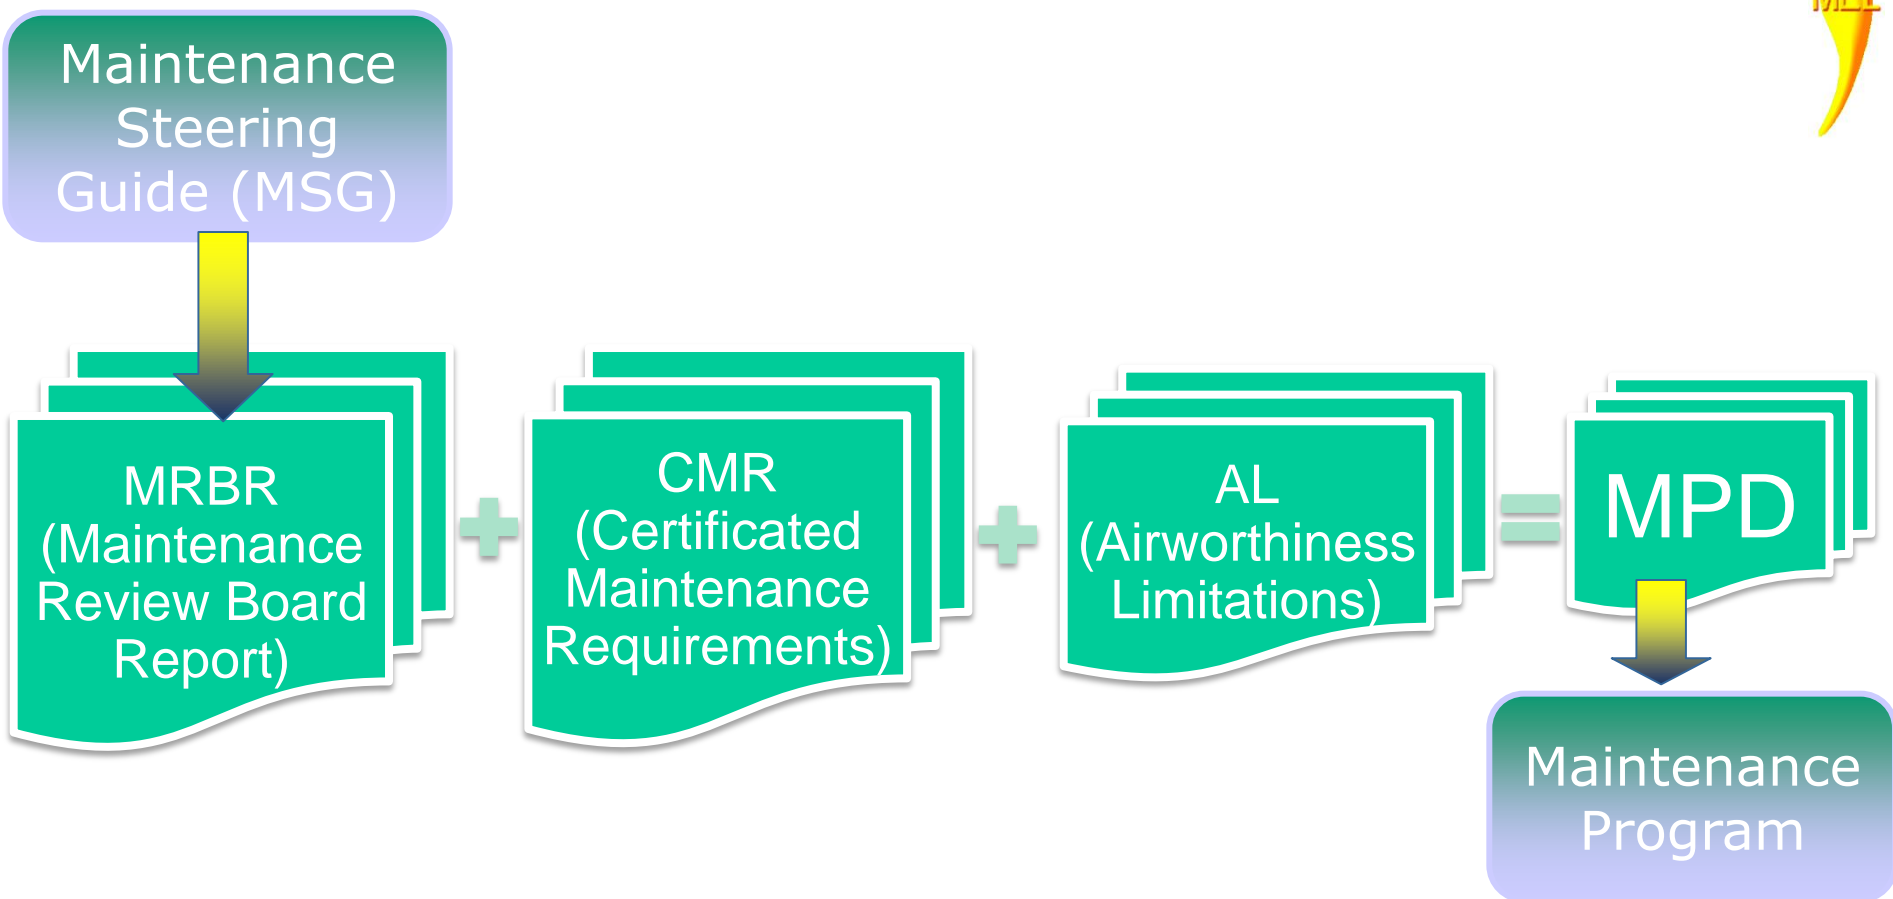 Maintenance
Steering
Guide (MSG)
MRBR
(Maintenance
Review Board
Report)
CMR
(Certificated
Maintenance
Requirements)
AL
(Airworthiness
Limitations)
MPD
Maintenance
Program